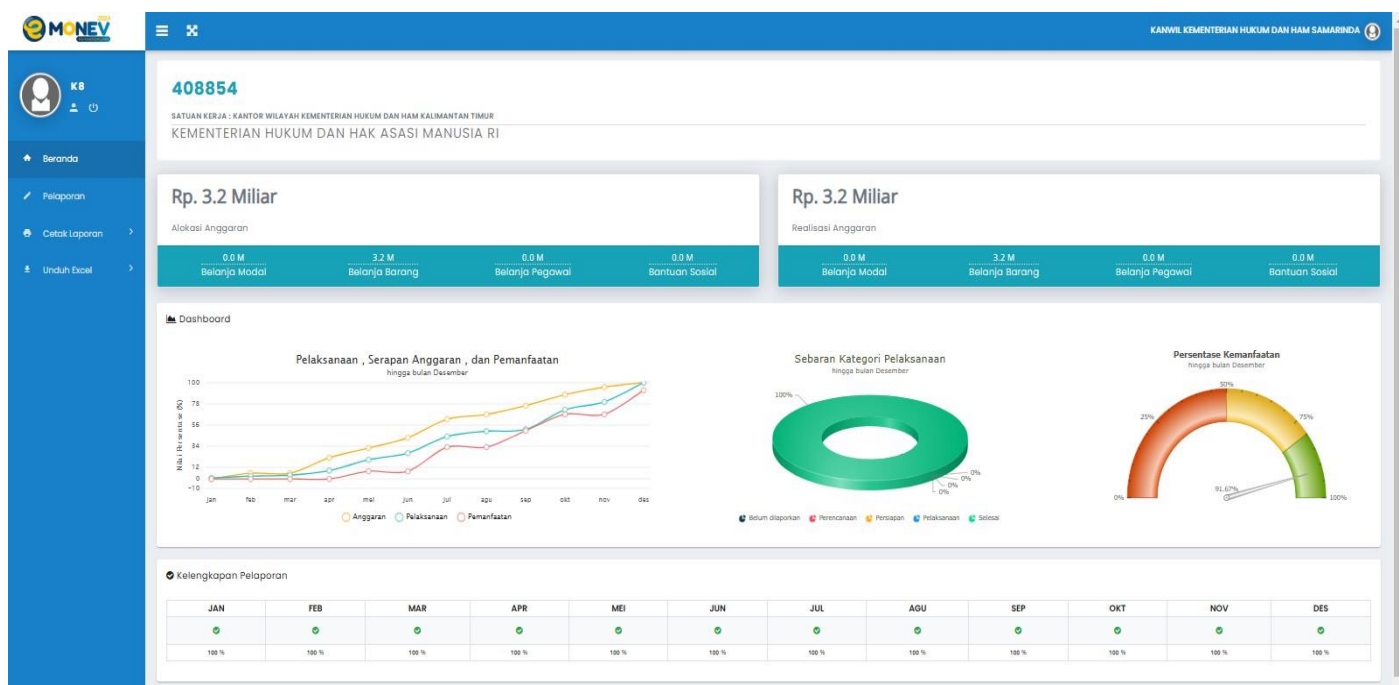 eMONEV
KANWIL KEMENTERIAN HUKUM DAN HAM SAMARINDA
K8
Beranda
Pelaporan
Cetak Laporan
Unduh Excel
408854
SATUAN KERJA : KANTOR WILAYAH KEMENTERIAN HUKUM DAN HAM KALIMANTAN TIMUR
KEMENTERIAN HUKUM DAN HAK ASASI MANUSIA RI
Rp. 3.2 Miliar
Alokasi Anggaran
0.0 M 3.2 M 0.0 M 0.0 M
Belanja Modal Belanja Barang Belanja Pegawai Bantuan Sosial
Rp. 3.2 Miliar
Realisasi Anggaran
0.0 M 3.2 M 0.0 M 0.0 M
Belanja Modal Belanja Barang Belanja Pegawai Bantuan Sosial
Dashboard
Pelaksanaan , Serapan Anggaran , dan Pemanfaatan
hingga bulan Desember
Nilai Persentase (%)
100
78
56
34
12
0
-10
jan feb mar apr mei jun jul agu sep okt nov des
Anggaran Pelaksanaan Pemanfaatan
Sebaran Kategori Pelaksanaan
hingga bulan Desember
100%
0%
0%
0%
0%
Belum dilaporkan Perencanaan Persiapan Pelaksanaan Selesai
Persentase Kemanfaatan
hingga bulan Desember
50%
25% 75%
91.67%
0% 100%
Kelengkapan Pelaporan
JAN FEB MAR APR MEI JUN JUL AGU SEP OKT NOV DES
100 % 100 % 100 % 100 % 100 % 100 % 100 % 100 % 100 % 100 % 100 % 100 %